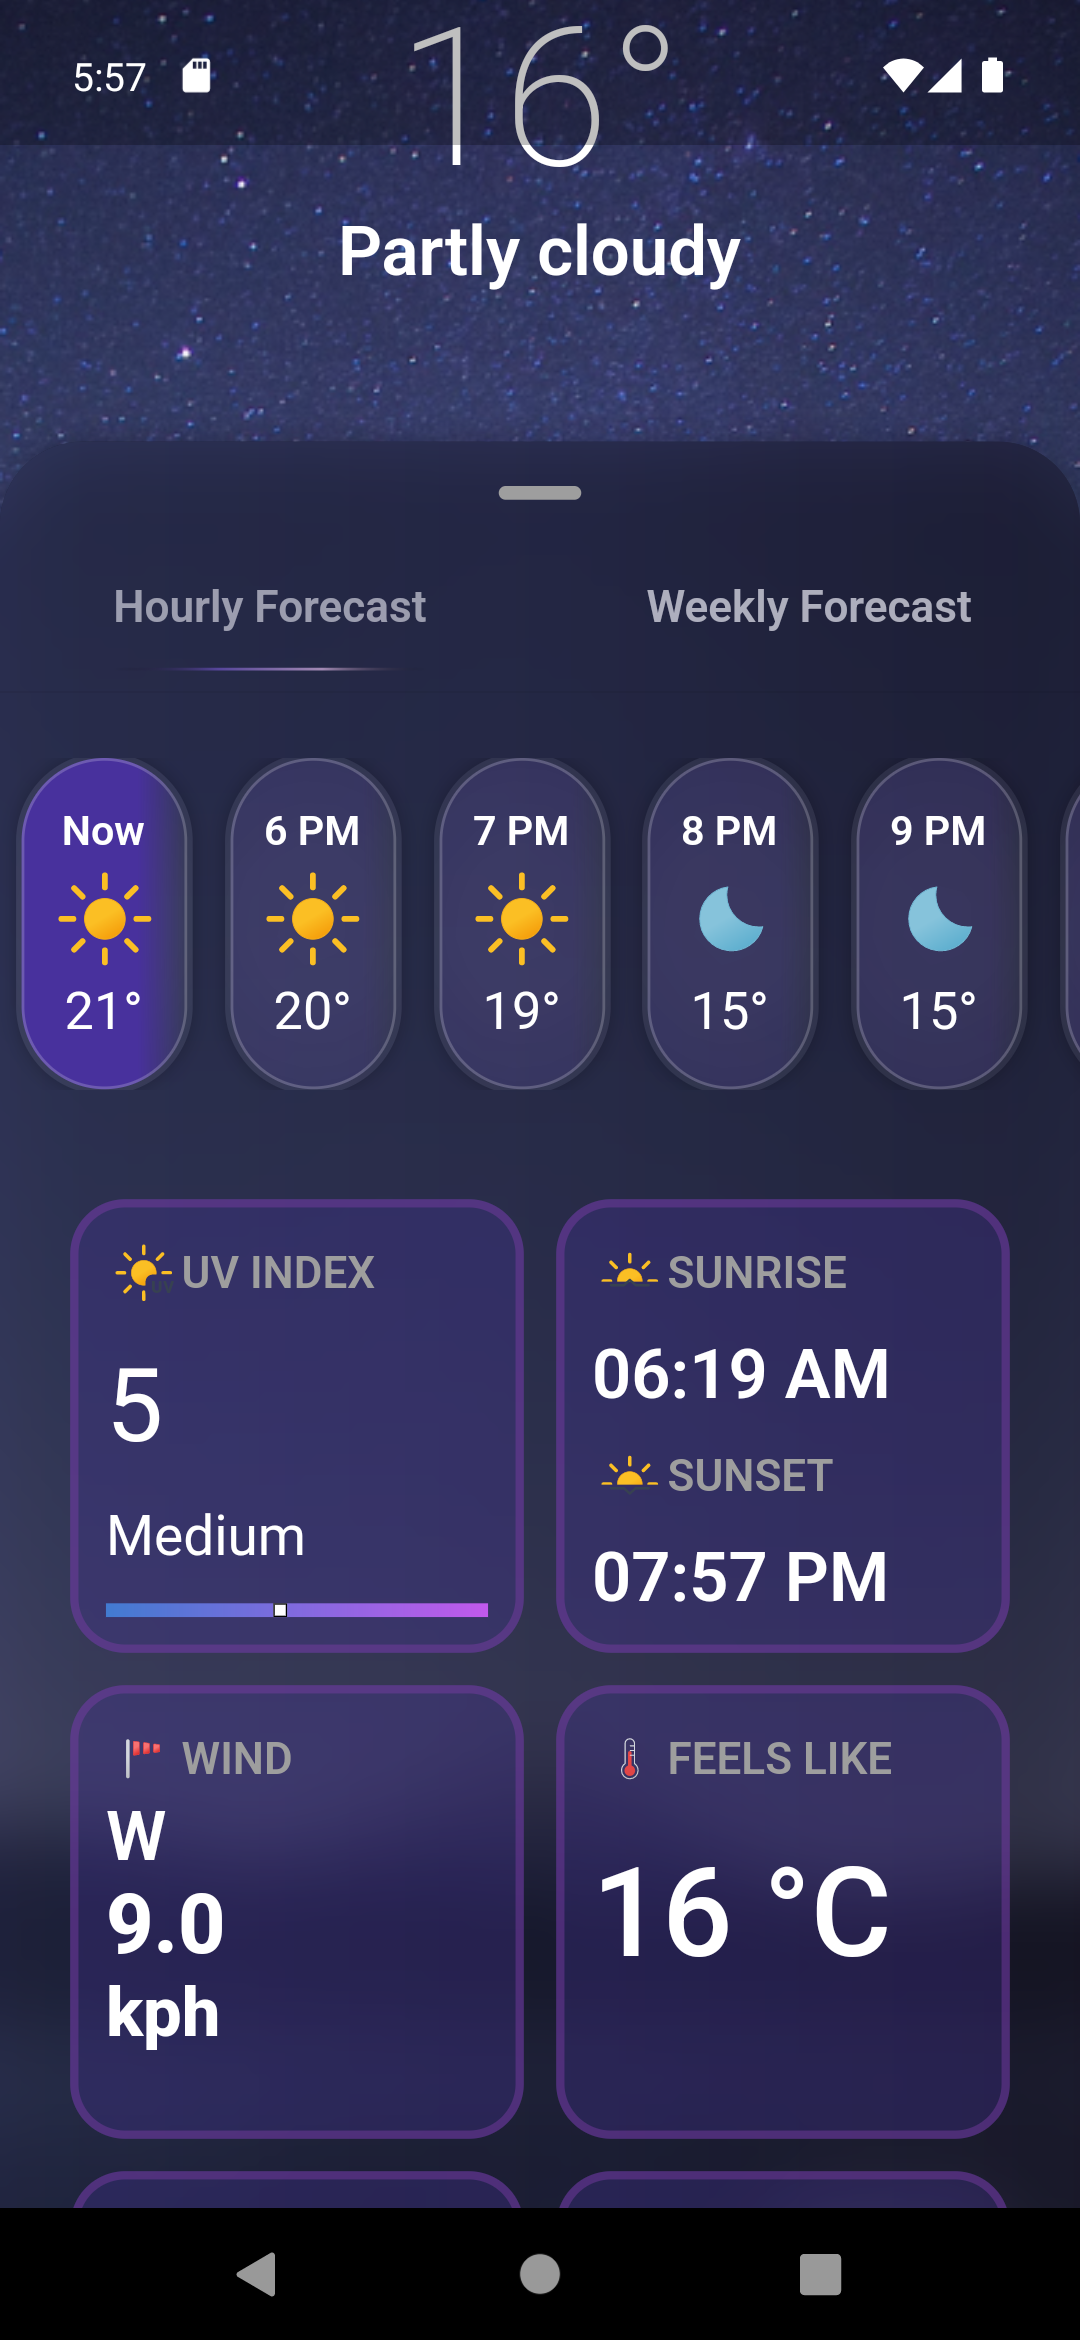 5:57
16°
Partly cloudy
Hourly Forecast
Weekly Forecast
Now
6 PM
7 PM
8 PM
9 PM
21°
20°
19°
15°
15°
UV INDEX
5
Medium
SUNRISE
06:19 AM
SUNSET
07:57 PM
WIND
W
9.0
kph
FEELS LIKE
16 °C